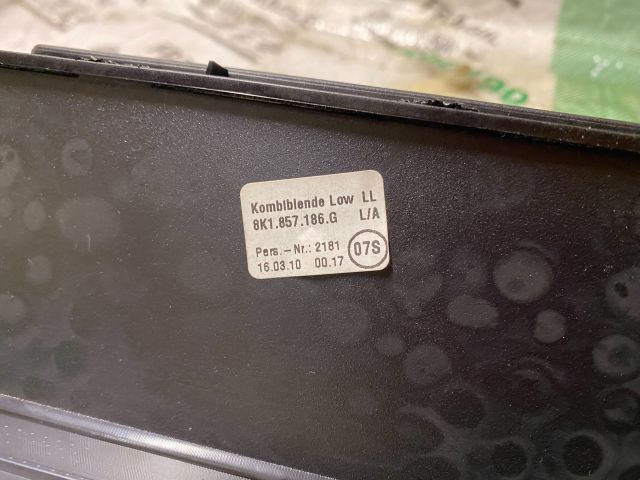 Kombiblende Low LL
8K1.857.186.G L/A
Pers.-Nr.: 2181
16.03.10 00.17 07S